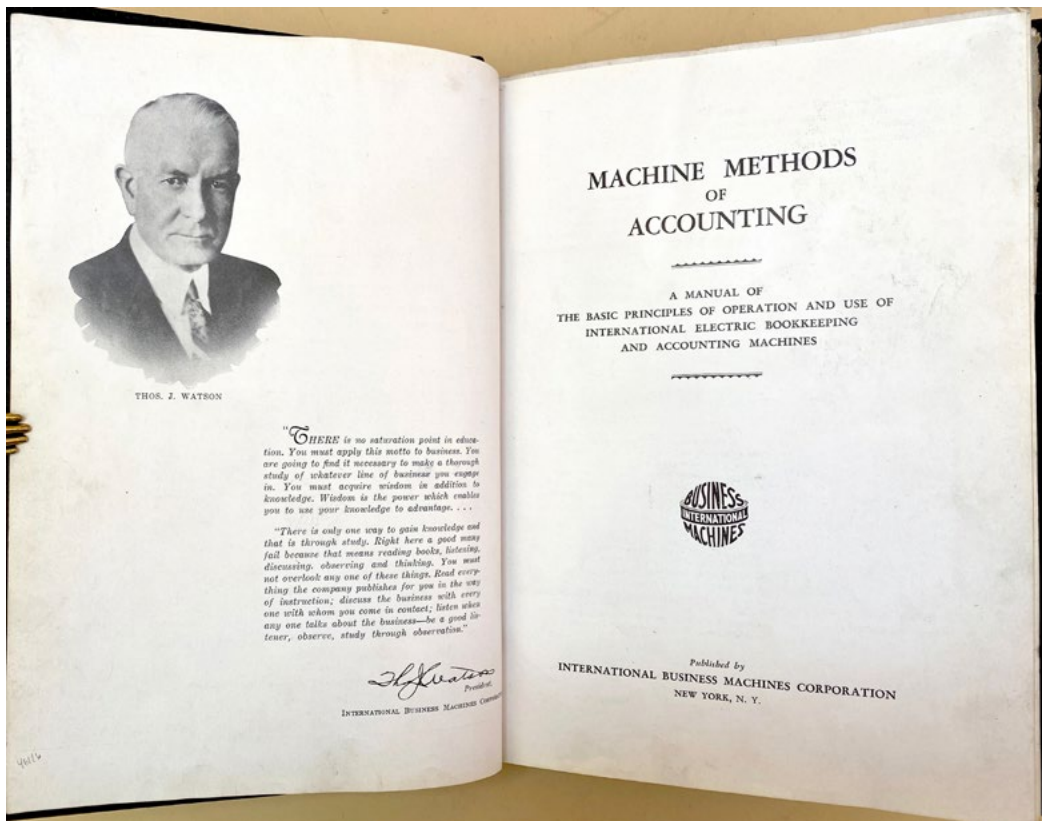 THOS. J. WATSON
"THERE is no saturation point in educa-
tion. You must apply this motto to business. You
are going to find it necessary to make a thorough
study of whatever line of business you engage
in. You must acquire wisdom in addition to
knowledge. Wisdom is the power which enables
you to use your knowledge to advantage. . . .
"There is only one way to gain knowledge and
that is through study. Right here a good many
fail because that means reading books, listening,
discussing, observing and thinking. You must
not overlook any one of these things. Read every-
thing the company publishes for you in the way
of instruction; discuss the business with every
one with whom you come in contact; listen when
any one talks about the business—be a good lis-
tener, observe, study through observation."
Thos J Watson
President,
INTERNATIONAL BUSINESS MACHINES
MACHINE METHODS
OF
ACCOUNTING
A MANUAL OF
THE BASIC PRINCIPLES OF OPERATION AND USE OF
INTERNATIONAL ELECTRIC BOOKKEEPING
AND ACCOUNTING MACHINES
BUSINESS
INTERNATIONAL
MACHINES
Published by
INTERNATIONAL BUSINESS MACHINES CORPORATION
NEW YORK, N. Y.